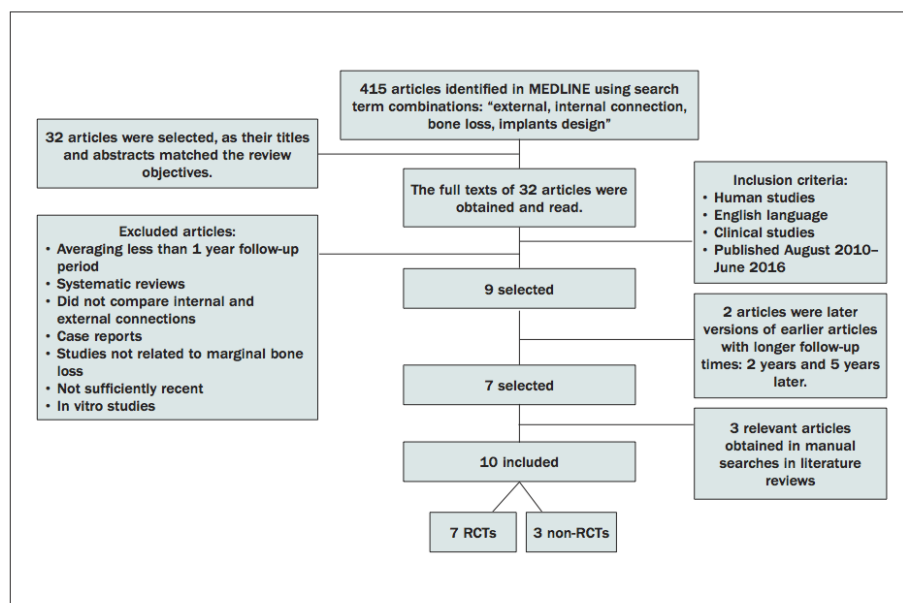 415 articles identified in MEDLINE using search
term combinations: “external, internal connection,
bone loss, implants design”
32 articles were selected, as their titles
and abstracts matched the review
objectives.
The full texts of 32 articles were
obtained and read.
Inclusion criteria:
• Human studies
• English language
• Clinical studies
• Published August 2010–
June 2016
Excluded articles:
• Averaging less than 1 year follow-up
period
• Systematic reviews
• Did not compare internal and
external connections
• Case reports
• Studies not related to marginal bone
loss
• Not sufficiently recent
• In vitro studies
9 selected
2 articles were later
versions of earlier articles
with longer follow-up
times: 2 years and 5 years
later.
7 selected
3 relevant articles
obtained in manual
searches in literature
reviews
10 included
7 RCTs
3 non-RCTs